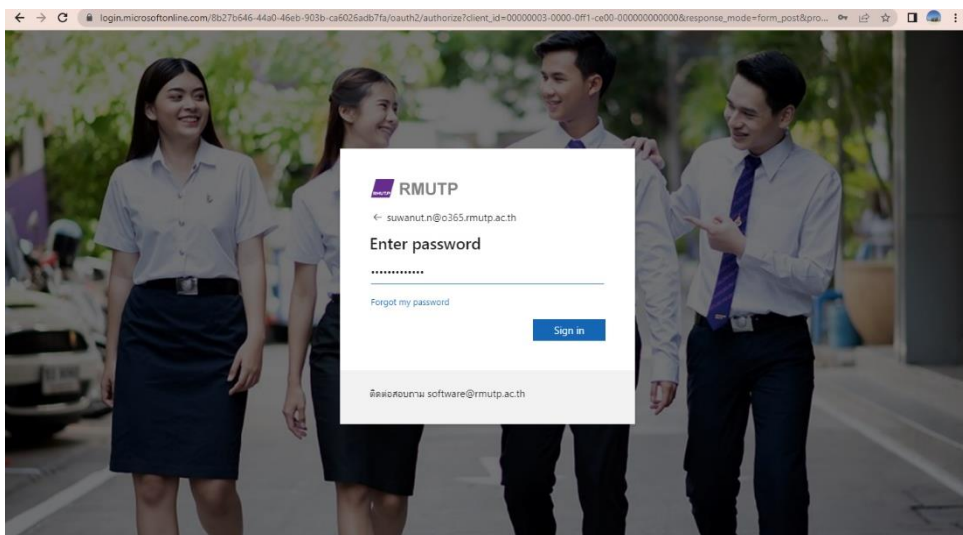 login.microsoftonline.com/8b27b646-44a0-46eb-903b-ca6026adb7fa/oauth2/authorize?client_id=00000003-0000-0ff1-ce00-000000000000&response_mode=form_post&pro...
RMUTP RMUTP
← suwanut.n@o365.rmutp.ac.th
Enter password
•••••••••••••
Forgot my password
Sign in
ติดต่อสอบถาม software@rmutp.ac.th